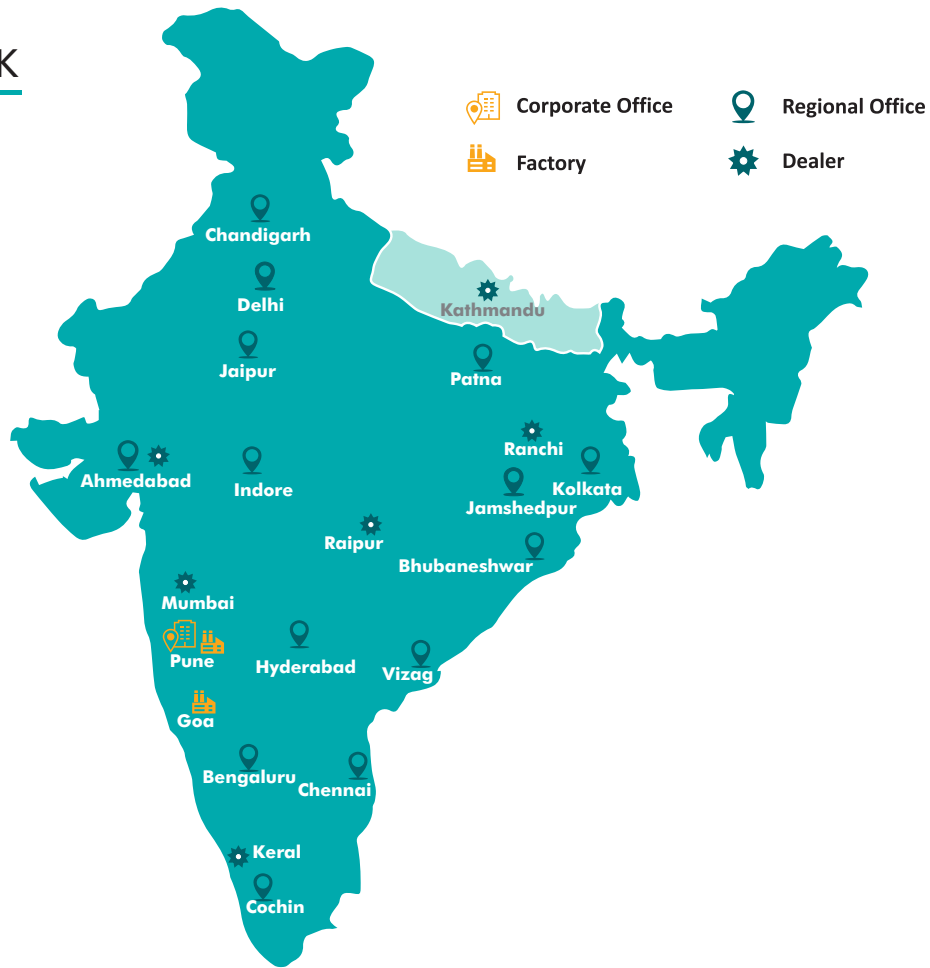 K
Corporate Office
Regional Office
Factory
Dealer
Chandigarh
Delhi
Kathmandu
Jaipur
Patna
Ranchi
Ahmedabad
Indore
Kolkata
Jamshedpur
Raipur
Bhubaneshwar
Mumbai
Pune
Hyderabad
Vizag
Goa
Bengaluru
Chennai
Keral
Cochin